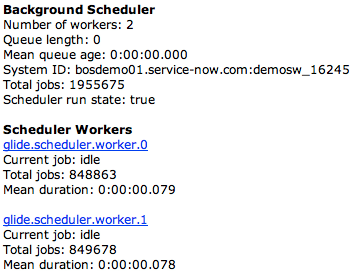 Background Scheduler
Number of workers: 2
Queue length: 0
Mean queue age: 0:00:00.000
System ID: bosdemo01.service-now.com:demosw_16245
Total jobs: 1955675
Scheduler run state: true
Scheduler Workers
glide.scheduler.worker.0
Current job: idle
Total jobs: 848863
Mean duration: 0:00:00.079
glide.scheduler.worker.1
Current job: idle
Total jobs: 849678
Mean duration: 0:00:00.078